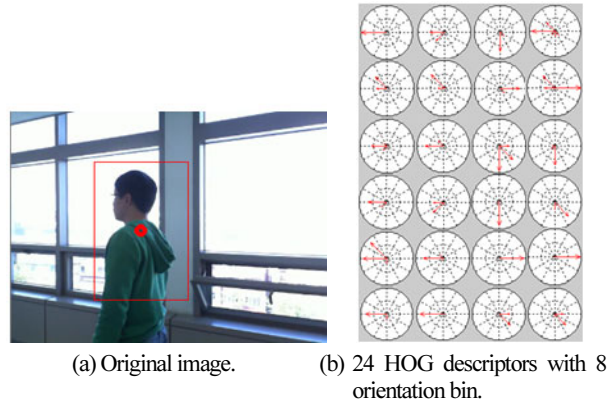 (a) Original image.
(b) 24 HOG descriptors with 8
orientation bin.